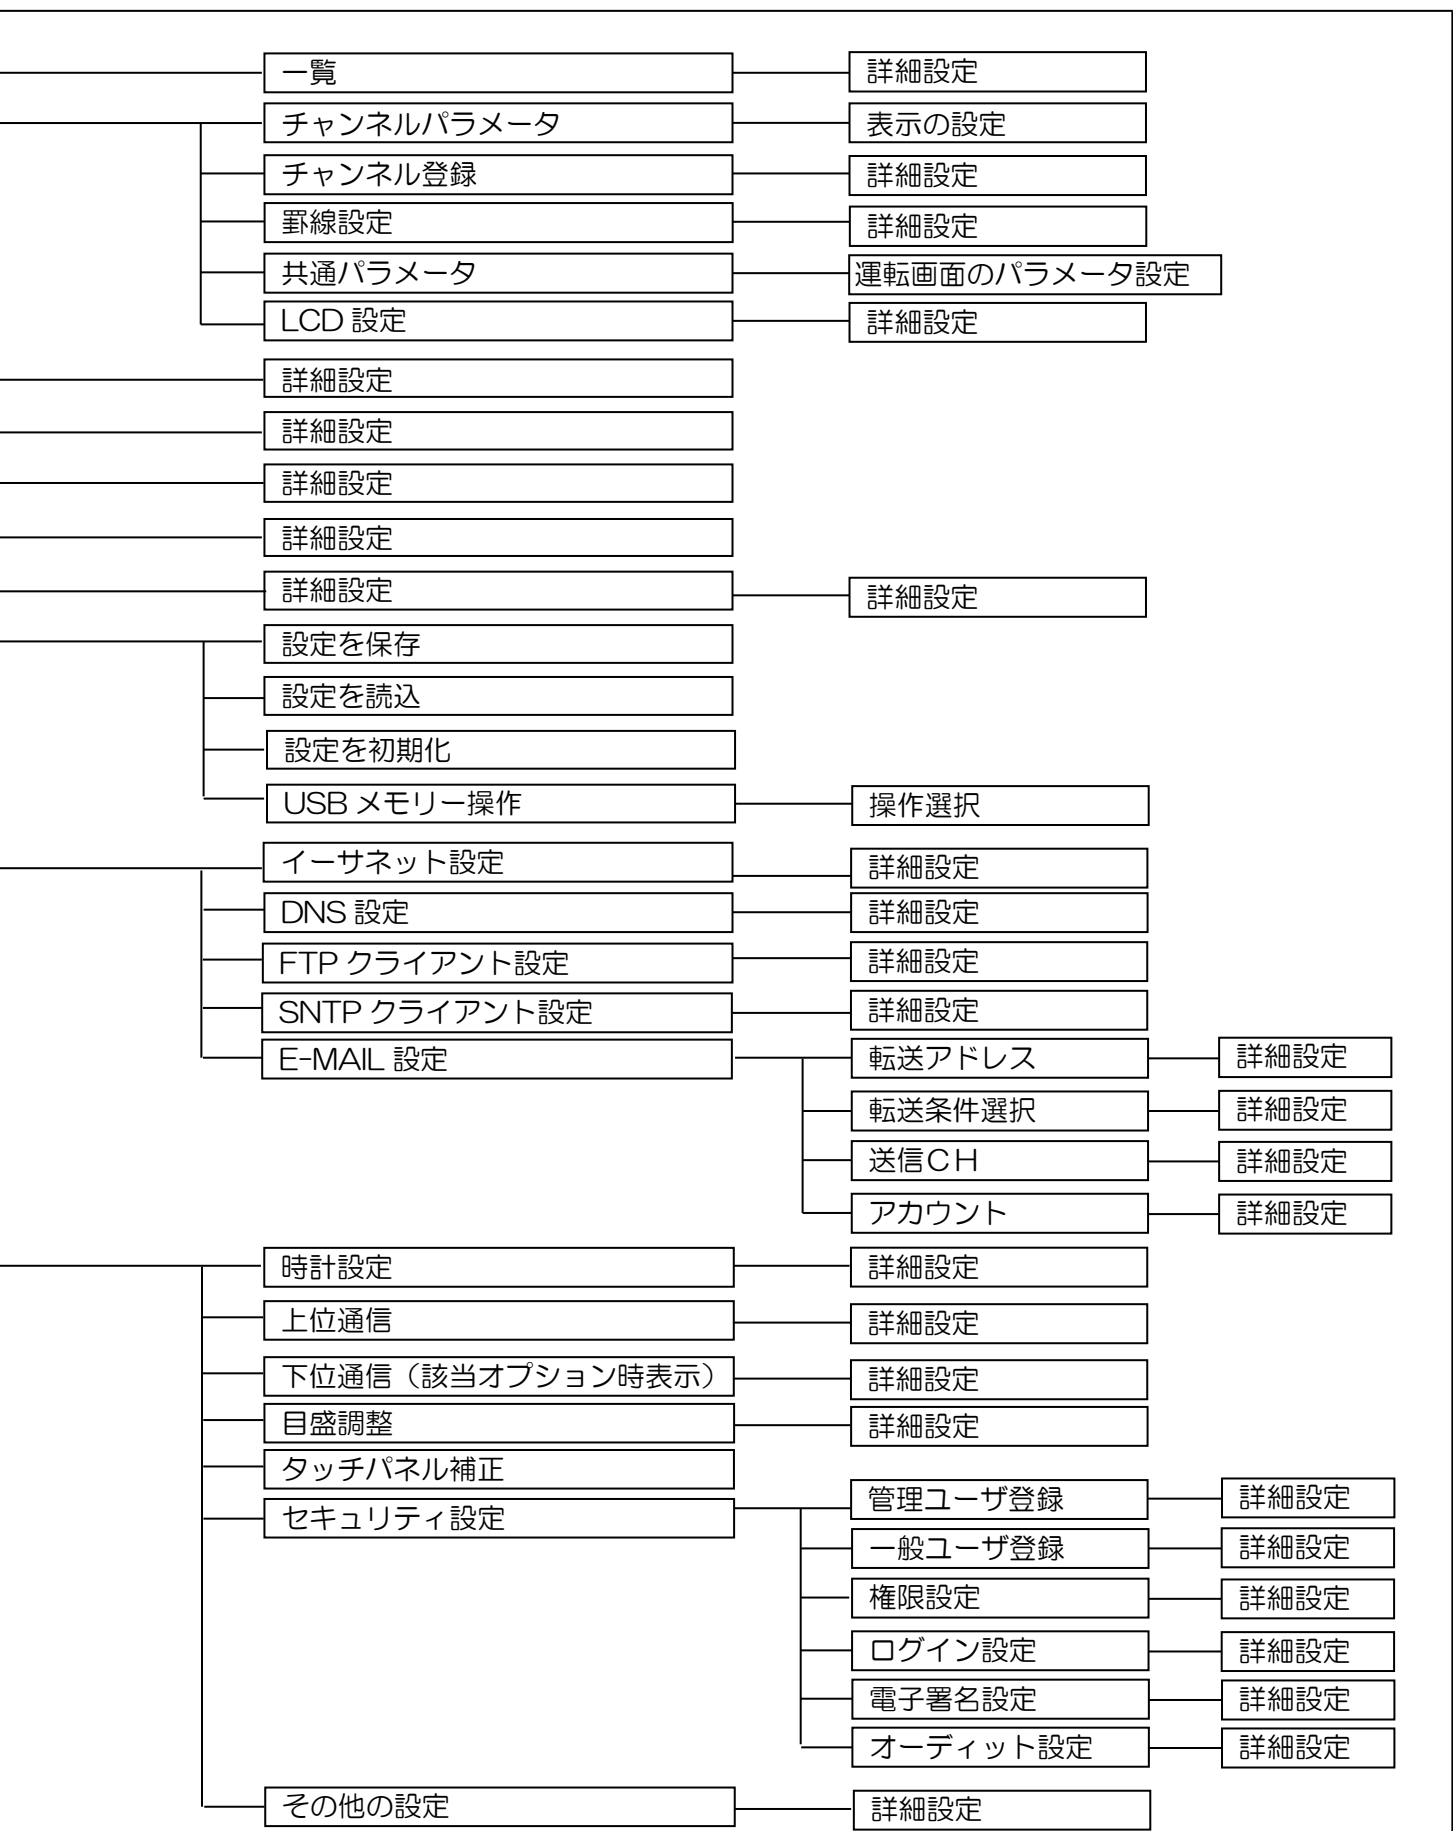 一覧 詳細設定
チャンネルパラメータ 表示の設定
チャンネル登録 詳細設定
罫線設定 詳細設定
共通パラメータ 運転画面のパラメータ設定
LCD 設定 詳細設定
詳細設定
詳細設定
詳細設定
詳細設定
詳細設定 詳細設定
設定を保存
設定を読込
設定を初期化
USB メモリー操作 操作選択
イーサネット設定 詳細設定
DNS 設定 詳細設定
FTP クライアント設定 詳細設定
SNTP クライアント設定 詳細設定
E-MAIL 設定 転送アドレス 詳細設定
転送条件選択 詳細設定
送信CH 詳細設定
アカウント 詳細設定
時計設定 詳細設定
上位通信 詳細設定
下位通信（該当オプション時表示） 詳細設定
目盛調整 詳細設定
タッチパネル補正
セキュリティ設定 管理ユーザ登録 詳細設定
一般ユーザ登録 詳細設定
権限設定 詳細設定
ログイン設定 詳細設定
電子署名設定 詳細設定
オーディット設定 詳細設定
その他の設定 詳細設定